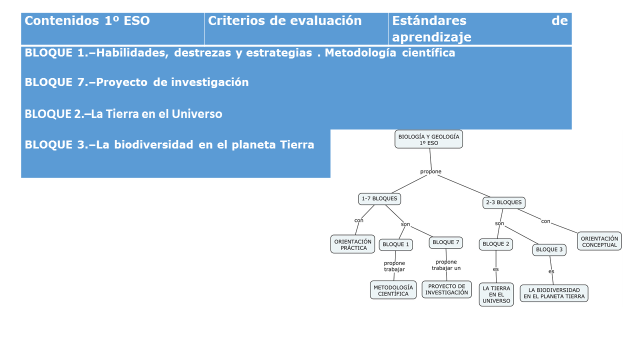 Contenidos 1º ESO
Criterios de evaluación
Estándares de
aprendizaje
BLOQUE 1.–Habilidades, destrezas y estrategias . Metodología científica
BLOQUE 7.–Proyecto de investigación
BLOQUE 2.–La Tierra en el Universo
BLOQUE 3.–La biodiversidad en el planeta Tierra
BIOLOGÍA Y GEOLOGÍA
1º ESO
propone
1-7 BLOQUES
2-3 BLOQUES
con
son
son
con
ORIENTACIÓN
PRÁCTICA
BLOQUE 1
BLOQUE 7
BLOQUE 2
BLOQUE 3
ORIENTACIÓN
CONCEPTUAL
propone
trabajar
propone
trabajar un
es
es
METODOLOGÍA
CIENTÍFICA
PROYECTO DE
INVESTIGACIÓN
LA TIERRA
EN EL
UNIVERSO
LA BIODIVERSIDAD
EN EL PLANETA TIERRA